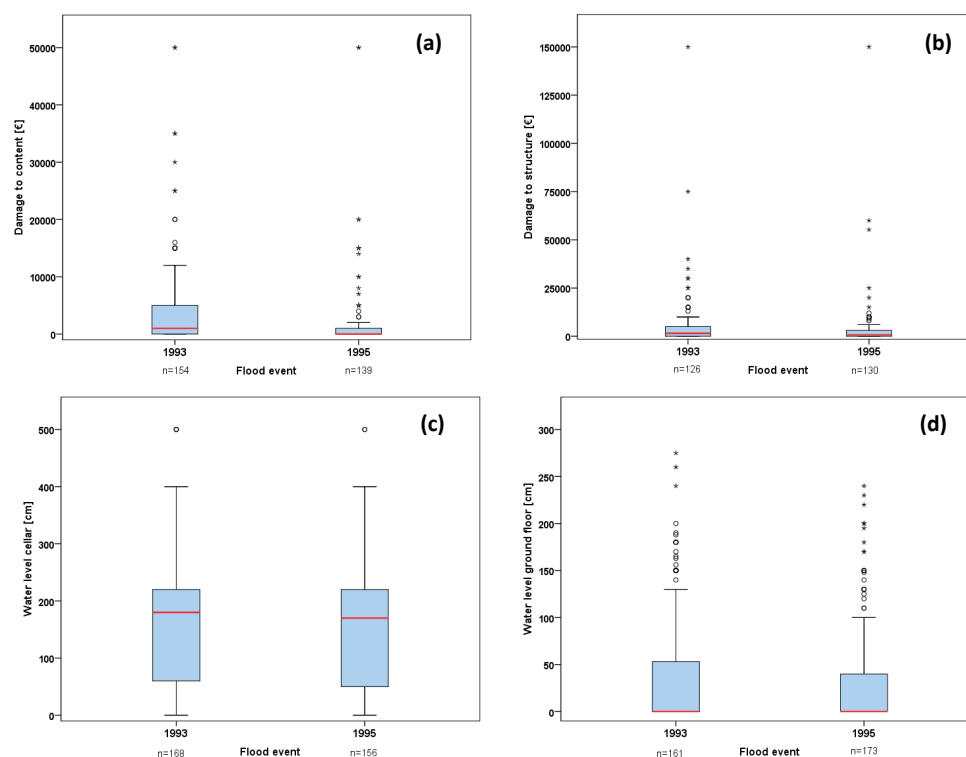 (a)
Damage to content [€]
50000
40000
30000
20000
10000
0
1993
1995
n=154
Flood event
n=139
(b)
Damage to structure [€]
150000
125000
100000
75000
50000
25000
0
1993
1995
n=126
Flood event
n=130
(c)
Water level cellar [cm]
500
400
300
200
100
0
1993
1995
n=168
Flood event
n=156
(d)
Water level ground floor [cm]
300
250
200
150
100
50
0
1993
1995
n=161
Flood event
n=173